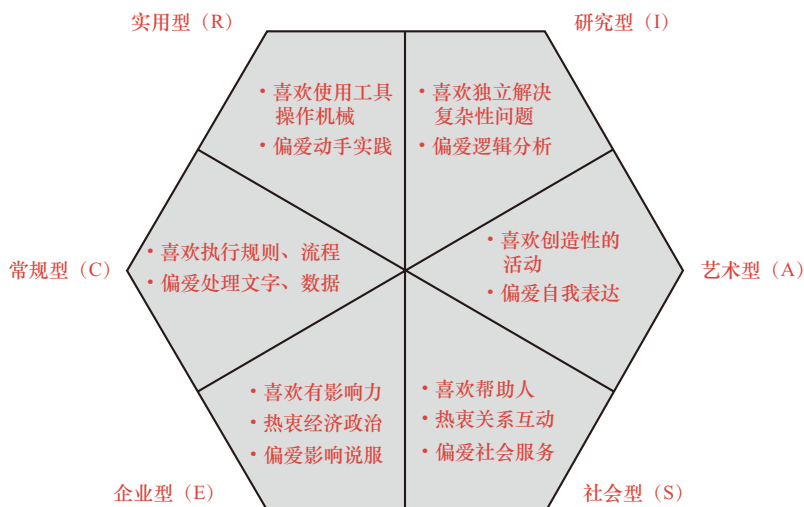 实用型（R）
研究型（I）
• 喜欢使用工具
操作机械
• 偏爱动手实践
• 喜欢独立解决
复杂性问题
• 偏爱逻辑分析
常规型（C）
• 喜欢执行规则、流程
• 偏爱处理文字、数据
• 喜欢创造性的
活动
• 偏爱自我表达
艺术型（A）
• 喜欢有影响力
• 热衷经济政治
• 偏爱影响说服
• 喜欢帮助人
• 热衷关系互动
• 偏爱社会服务
企业型（E）
社会型（S）